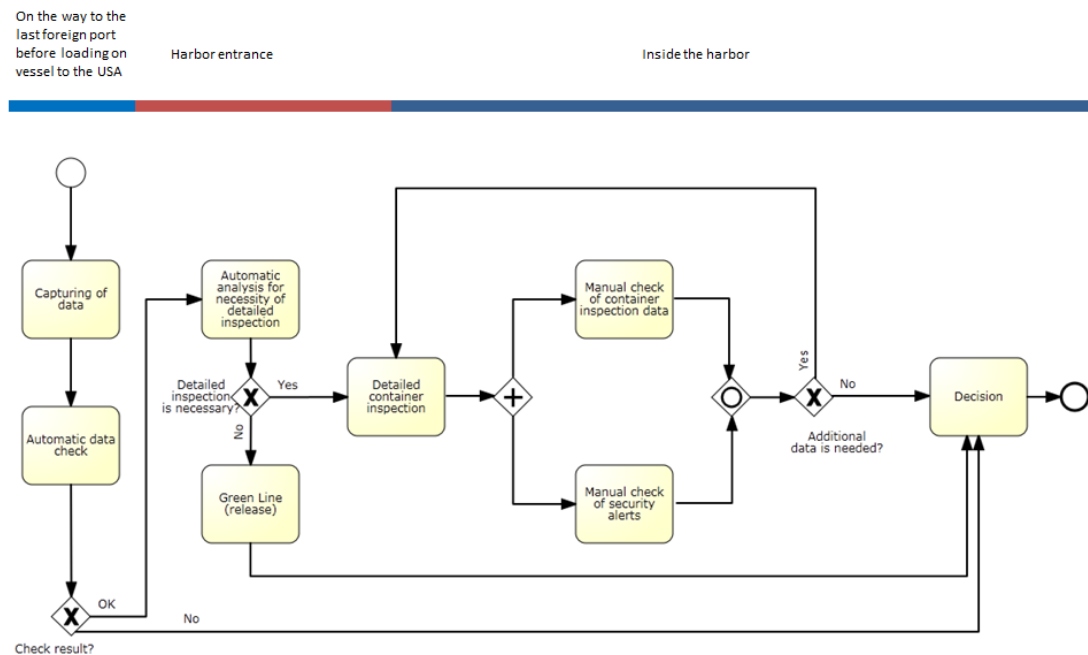 On the way to the
last foreign port
before loading on
vessel to the USA
Harbor entrance
Inside the harbor
Capturing of
data
Automatic data
check
OK
No
Check result?
Automatic
analysis for
necessity of
detailed
inspection
Detailed
inspection
is necessary?
Yes
No
Green Line
(release)
Detailed
container
inspection
Manual check
of container
inspection data
Manual check
of security
alerts
Yes
No
Additional
data is needed?
Decision